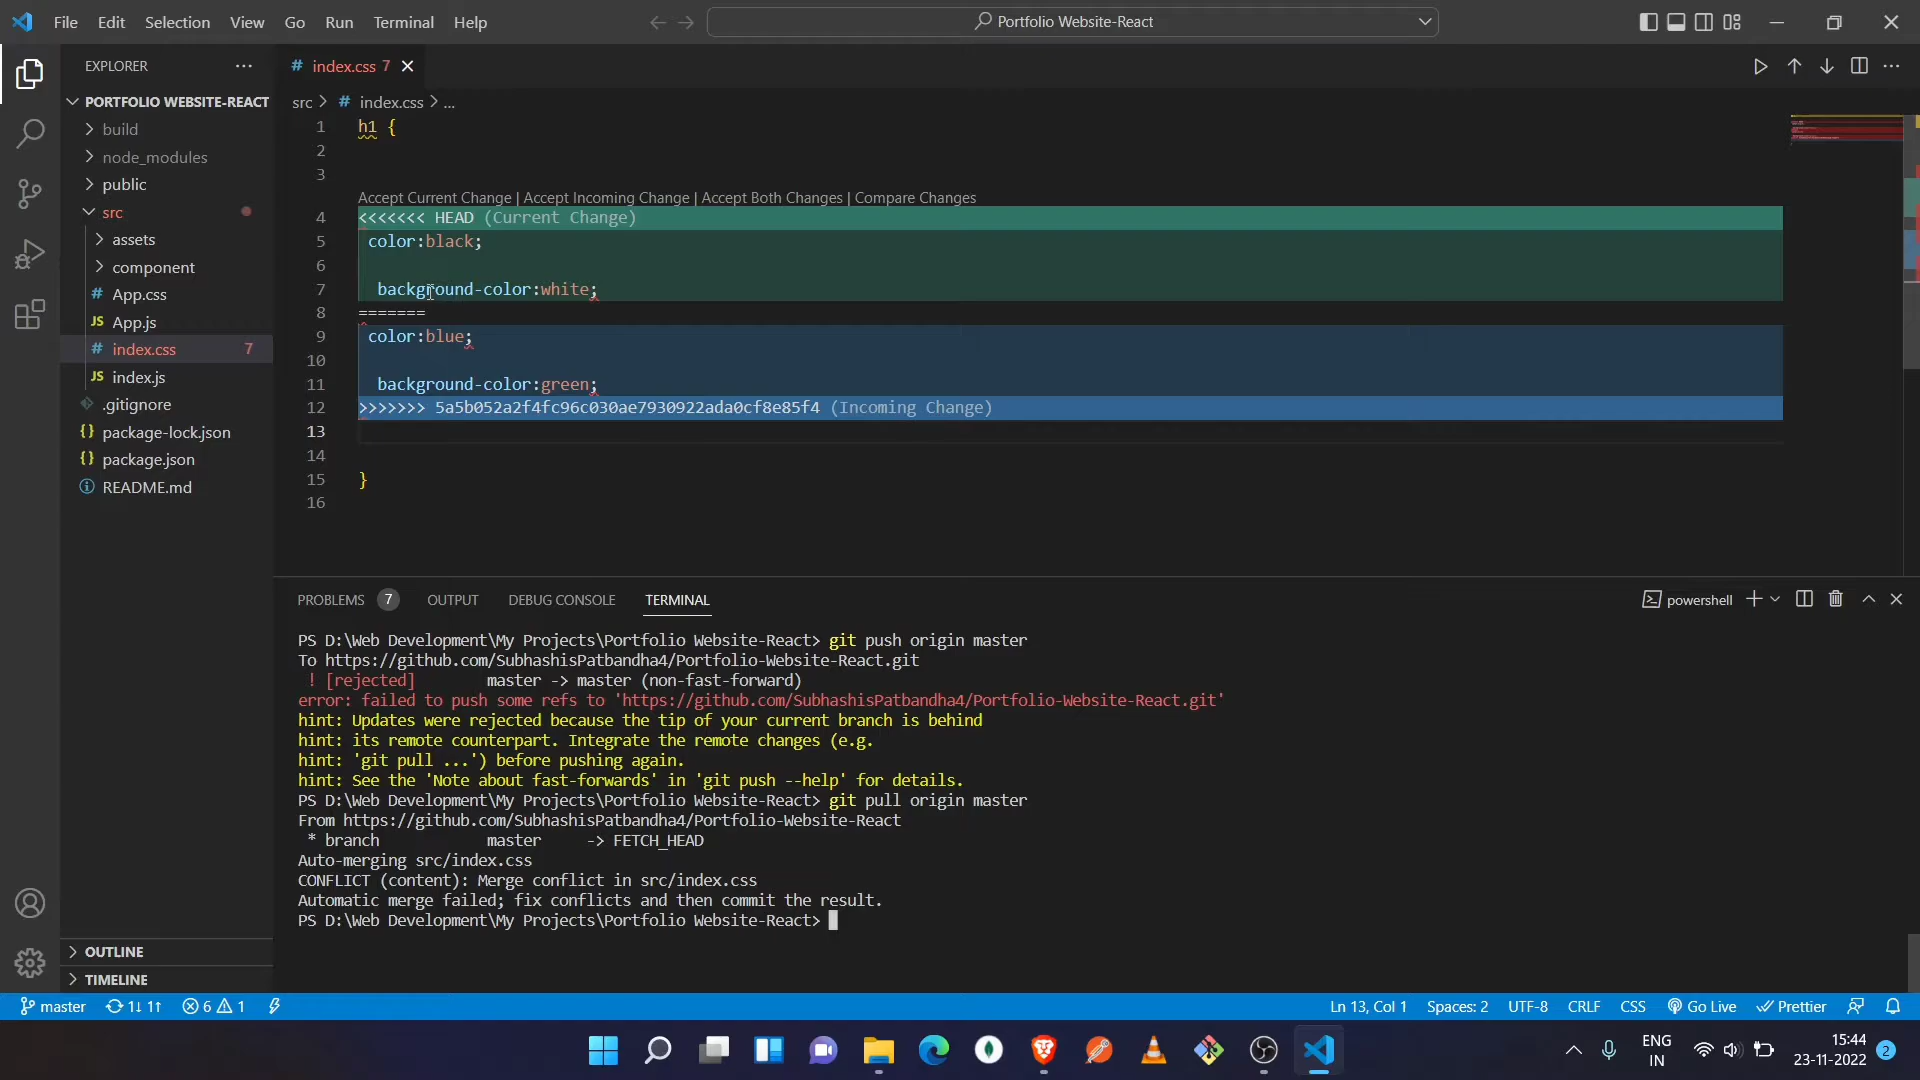 File Edit Selection View Go Run Terminal Help
Portfolio Website-React
EXPLORER
PORTFOLIO WEBSITE-REACT
build
node_modules
public
src
assets
component
# App.css
JS App.js
# index.css 7
JS index.js
.gitignore
{} package-lock.json
{} package.json
README.md
OUTLINE
TIMELINE
# index.css 7
src > # index.css > ...
1 h1 {
2
3
Accept Current Change | Accept Incoming Change | Accept Both Changes | Compare Changes
4 <<<<<<< HEAD (Current Change)
5 color:black;
6
7 background-color:white;
8 =======
9 color:blue;
10
11 background-color:green;
12 >>>>>>> 5a5b052a2f4fc96c030ae7930922ada0cf8e85f4 (Incoming Change)
13
14
15 }
16
PROBLEMS 7 OUTPUT DEBUG CONSOLE TERMINAL
powershell
PS D:\Web Development\My Projects\Portfolio Website-React> git push origin master
To https://github.com/SubhashisPatbandha4/Portfolio-Website-React.git
! [rejected] master -> master (non-fast-forward)
error: failed to push some refs to 'https://github.com/SubhashisPatbandha4/Portfolio-Website-React.git'
hint: Updates were rejected because the tip of your current branch is behind
hint: its remote counterpart. Integrate the remote changes (e.g.
hint: 'git pull ...') before pushing again.
hint: See the 'Note about fast-forwards' in 'git push --help' for details.
PS D:\Web Development\My Projects\Portfolio Website-React> git pull origin master
From https://github.com/SubhashisPatbandha4/Portfolio-Website-React
* branch master -> FETCH_HEAD
Auto-merging src/index.css
CONFLICT (content): Merge conflict in src/index.css
Automatic merge failed; fix conflicts and then commit the result.
PS D:\Web Development\My Projects\Portfolio Website-React>
master 1↓ 1↑ 6 1
Ln 13, Col 1 Spaces: 2 UTF-8 CRLF CSS Go Live Prettier
ENG
IN
15:44
23-11-2022
2